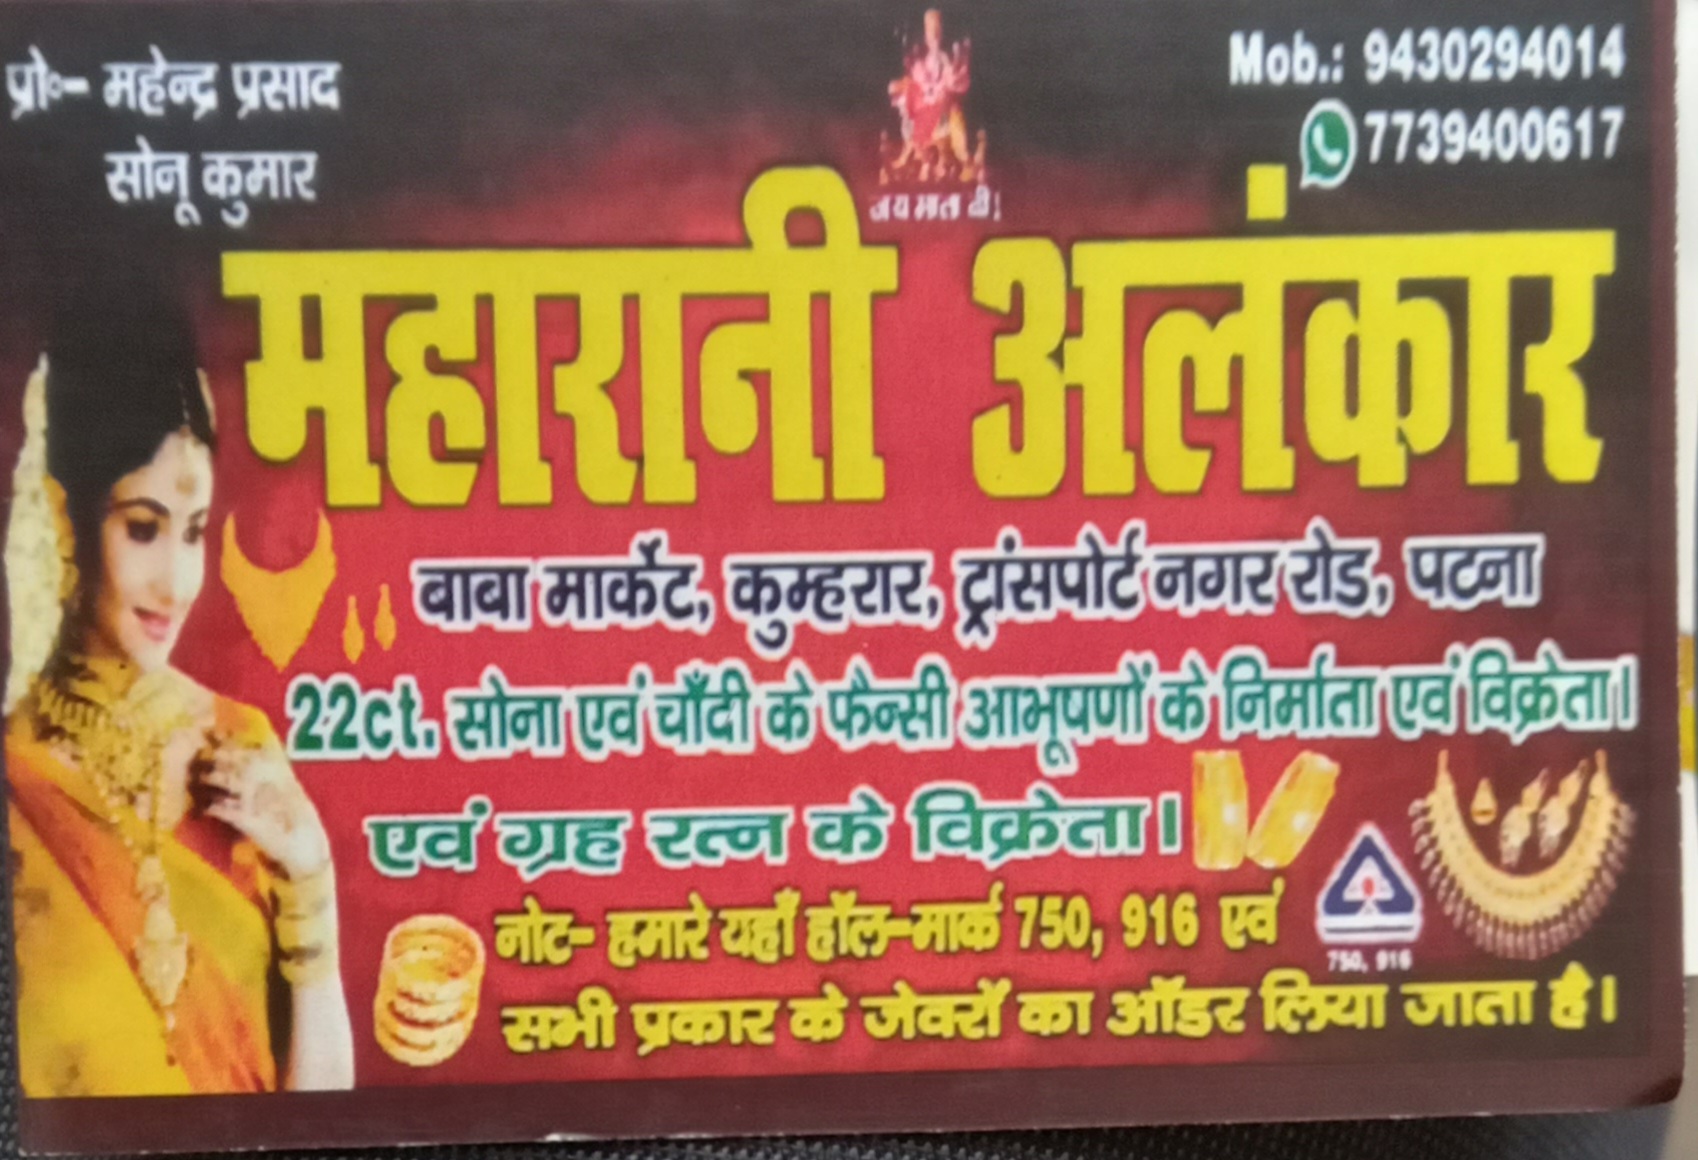 प्रो॰- महेन्द्र प्रसाद
सोनू कुमार
जय माता दी!
Mob.: 9430294014
7739400617
महारानी अलंकार
बाबा मार्केट, कुम्हरार, ट्रांसपोर्ट नगर रोड, पटना
22ct. सोना एवं चाँदी के फैन्सी आभूषणों के निर्माता एवं विक्रेता।
एवं ग्रह रत्न के विक्रेता।
नोट- हमारे यहाँ हॉल-मार्क 750, 916 एवं
750, 916
सभी प्रकार के जेवरों का ऑडर लिया जाता है।